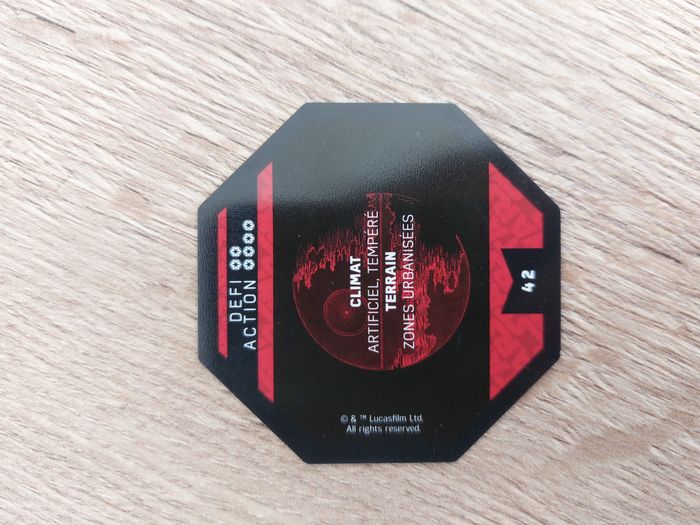 DEFI ✪✪
ACTION ✪✪✪✪
CLIMAT
ARTIFICIEL, TEMPÉRÉ
TERRAIN
ZONES URBANISÉES
42
© & ™ Lucasfilm Ltd.
All rights reserved.